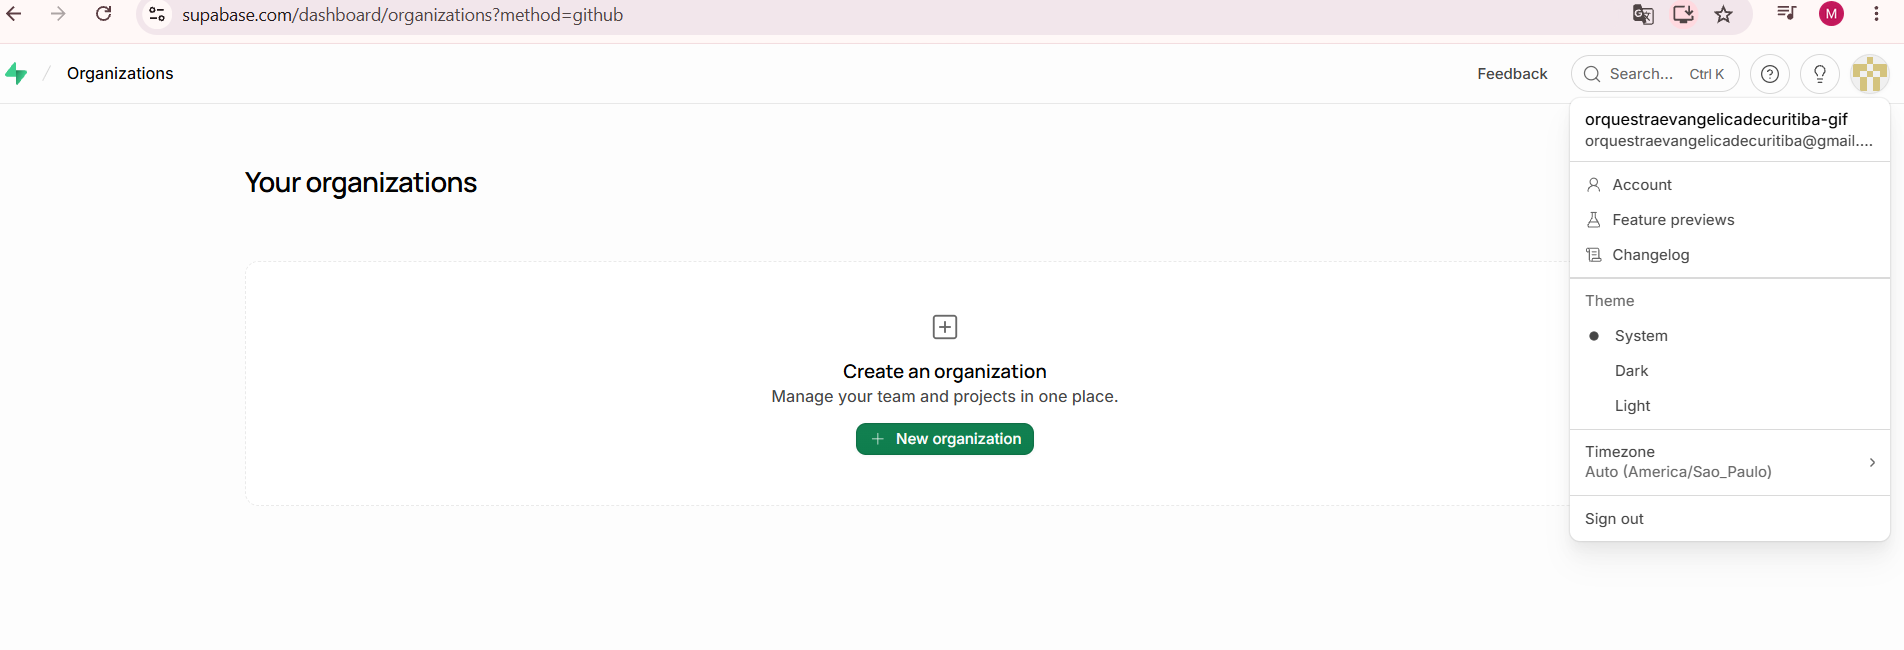 supabase.com/dashboard/organizations?method=github
M
Organizations
Feedback
Search...
Ctrl K
orquestraevangelicadecuritiba-gif
orquestraevangelicadecuritiba@gmail....
Your organizations
Account
Feature previews
Changelog
Theme
System
Dark
Light
Create an organization
Manage your team and projects in one place.
New organization
Timezone
Auto (America/Sao_Paulo)
Sign out